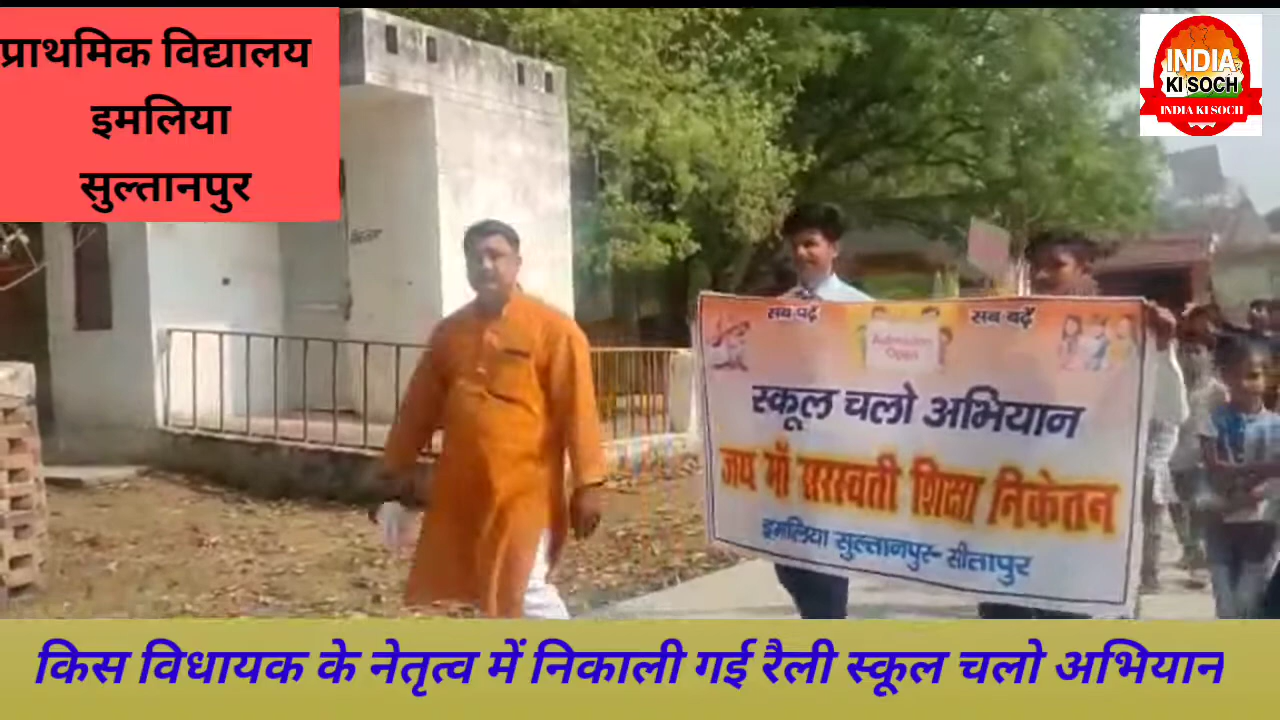 प्राथमिक विद्यालय
इमलिया
सुल्तानपुर
INDIA
KI SOCH
INDIA KI SOCH
सब पढ़ें
सब बढ़ें
Admission
Open
स्कूल चलो अभियान
जय माँ सरस्वती शिक्षा निकेतन
इमलिया सुल्तानपुर- सीतापुर
किस विधायक के नेतृत्व में निकाली गई रैली स्कूल चलो अभियान